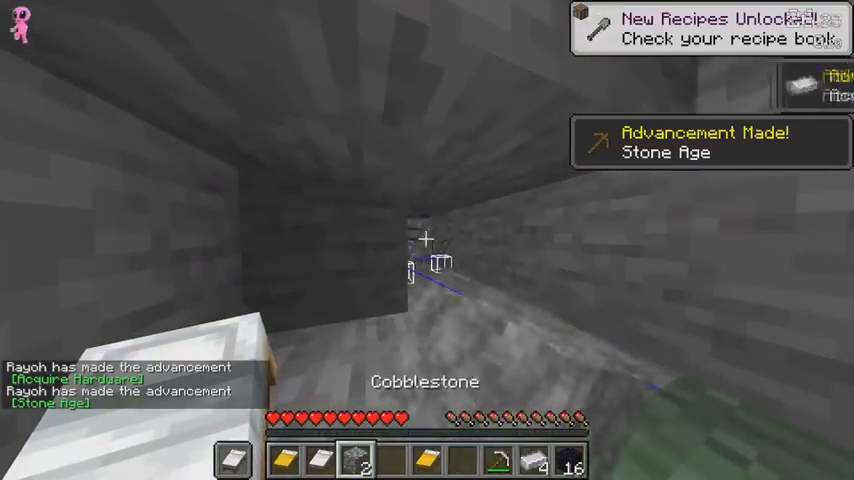 New Recipes Unlocked!
Check your recipe book
Advancement Made!
Stone Age
Rayoh has made the advancement
[Acquire Hardware]
Rayoh has made the advancement
[Stone Age]
Cobblestone
2
4
16